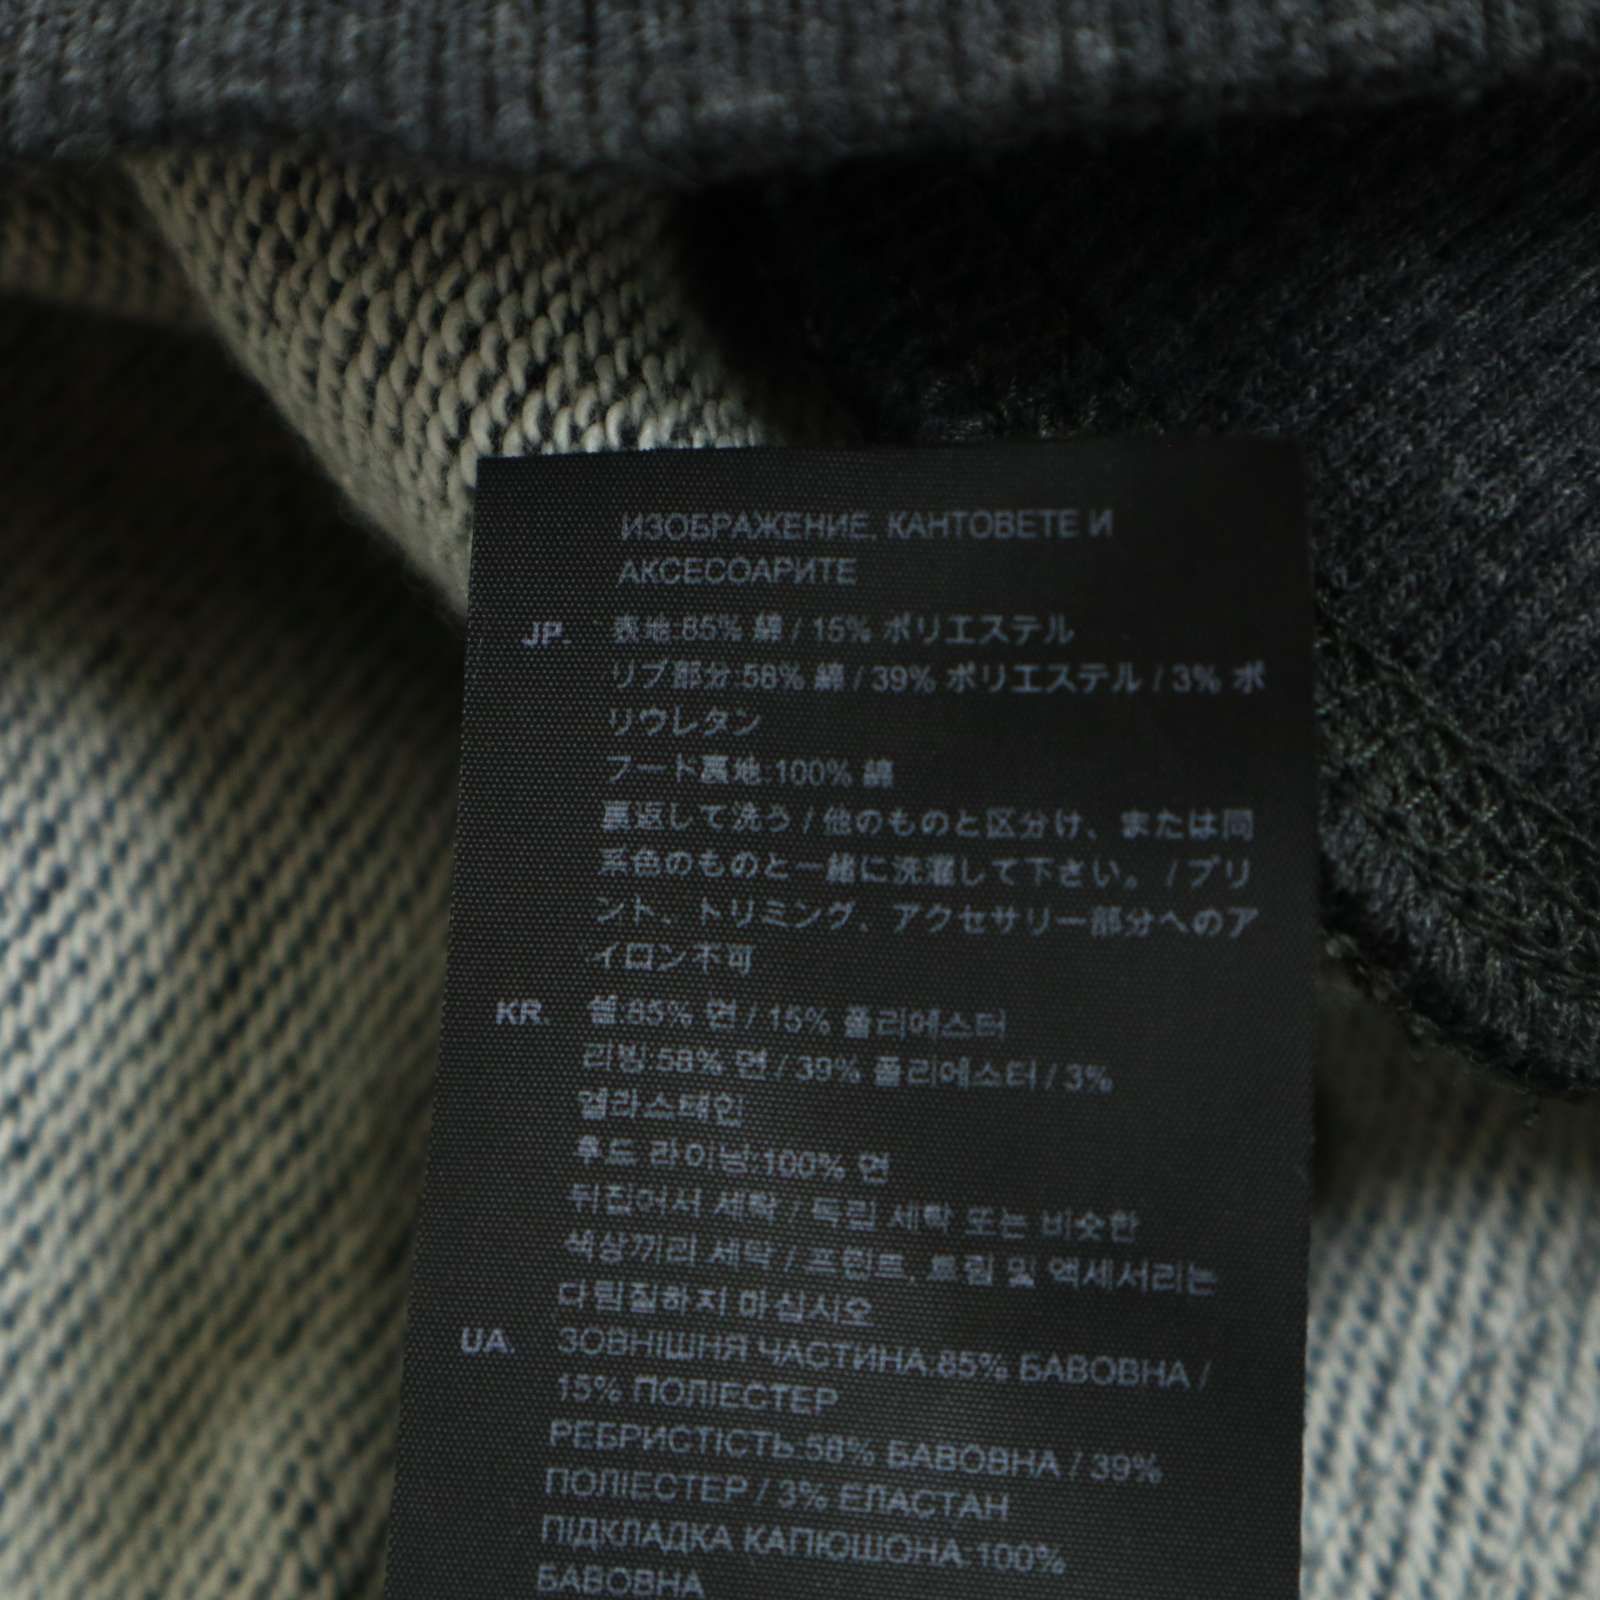 ИЗОБРАЖЕНИЕ, КАНТОВЕТЕ И
АКСЕСОАРИТЕ
JP. 表地:85% 綿 / 15% ポリエステル
リブ部分:58% 綿 / 39% ポリエステル / 3% ポ
リウレタン
フード裏地:100% 綿
裏返して洗う / 他のものと区分け、または同
系色のものと一緒に洗濯して下さい。 / プリ
ント、トリミング、アクセサリー部分へのア
イロン不可
KR. 쉘:85% 면 / 15% 폴리에스터
리빙:58% 면 / 39% 폴리에스터 / 3%
엘라스테인
후드 라이닝:100% 면
뒤집어서 세탁 / 독립 세탁 또는 비슷한
색상끼리 세탁 / 프린트, 트림 및 액세서리는
다림질하지 마십시오
UA. ЗОВНІШНЯ ЧАСТИНА:85% БАВОВНА /
15% ПОЛІЕСТЕР
РЕБРИСТІСТЬ:58% БАВОВНА / 39%
ПОЛІЕСТЕР / 3% ЕЛАСТАН
ПІДКЛАДКА КАПЮШОНА:100%
БАВОВНА